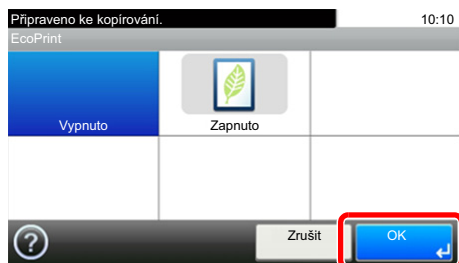 Připraveno ke kopírování. 10:10
EcoPrint
Vypnuto Zapnuto
? Zrušit OK